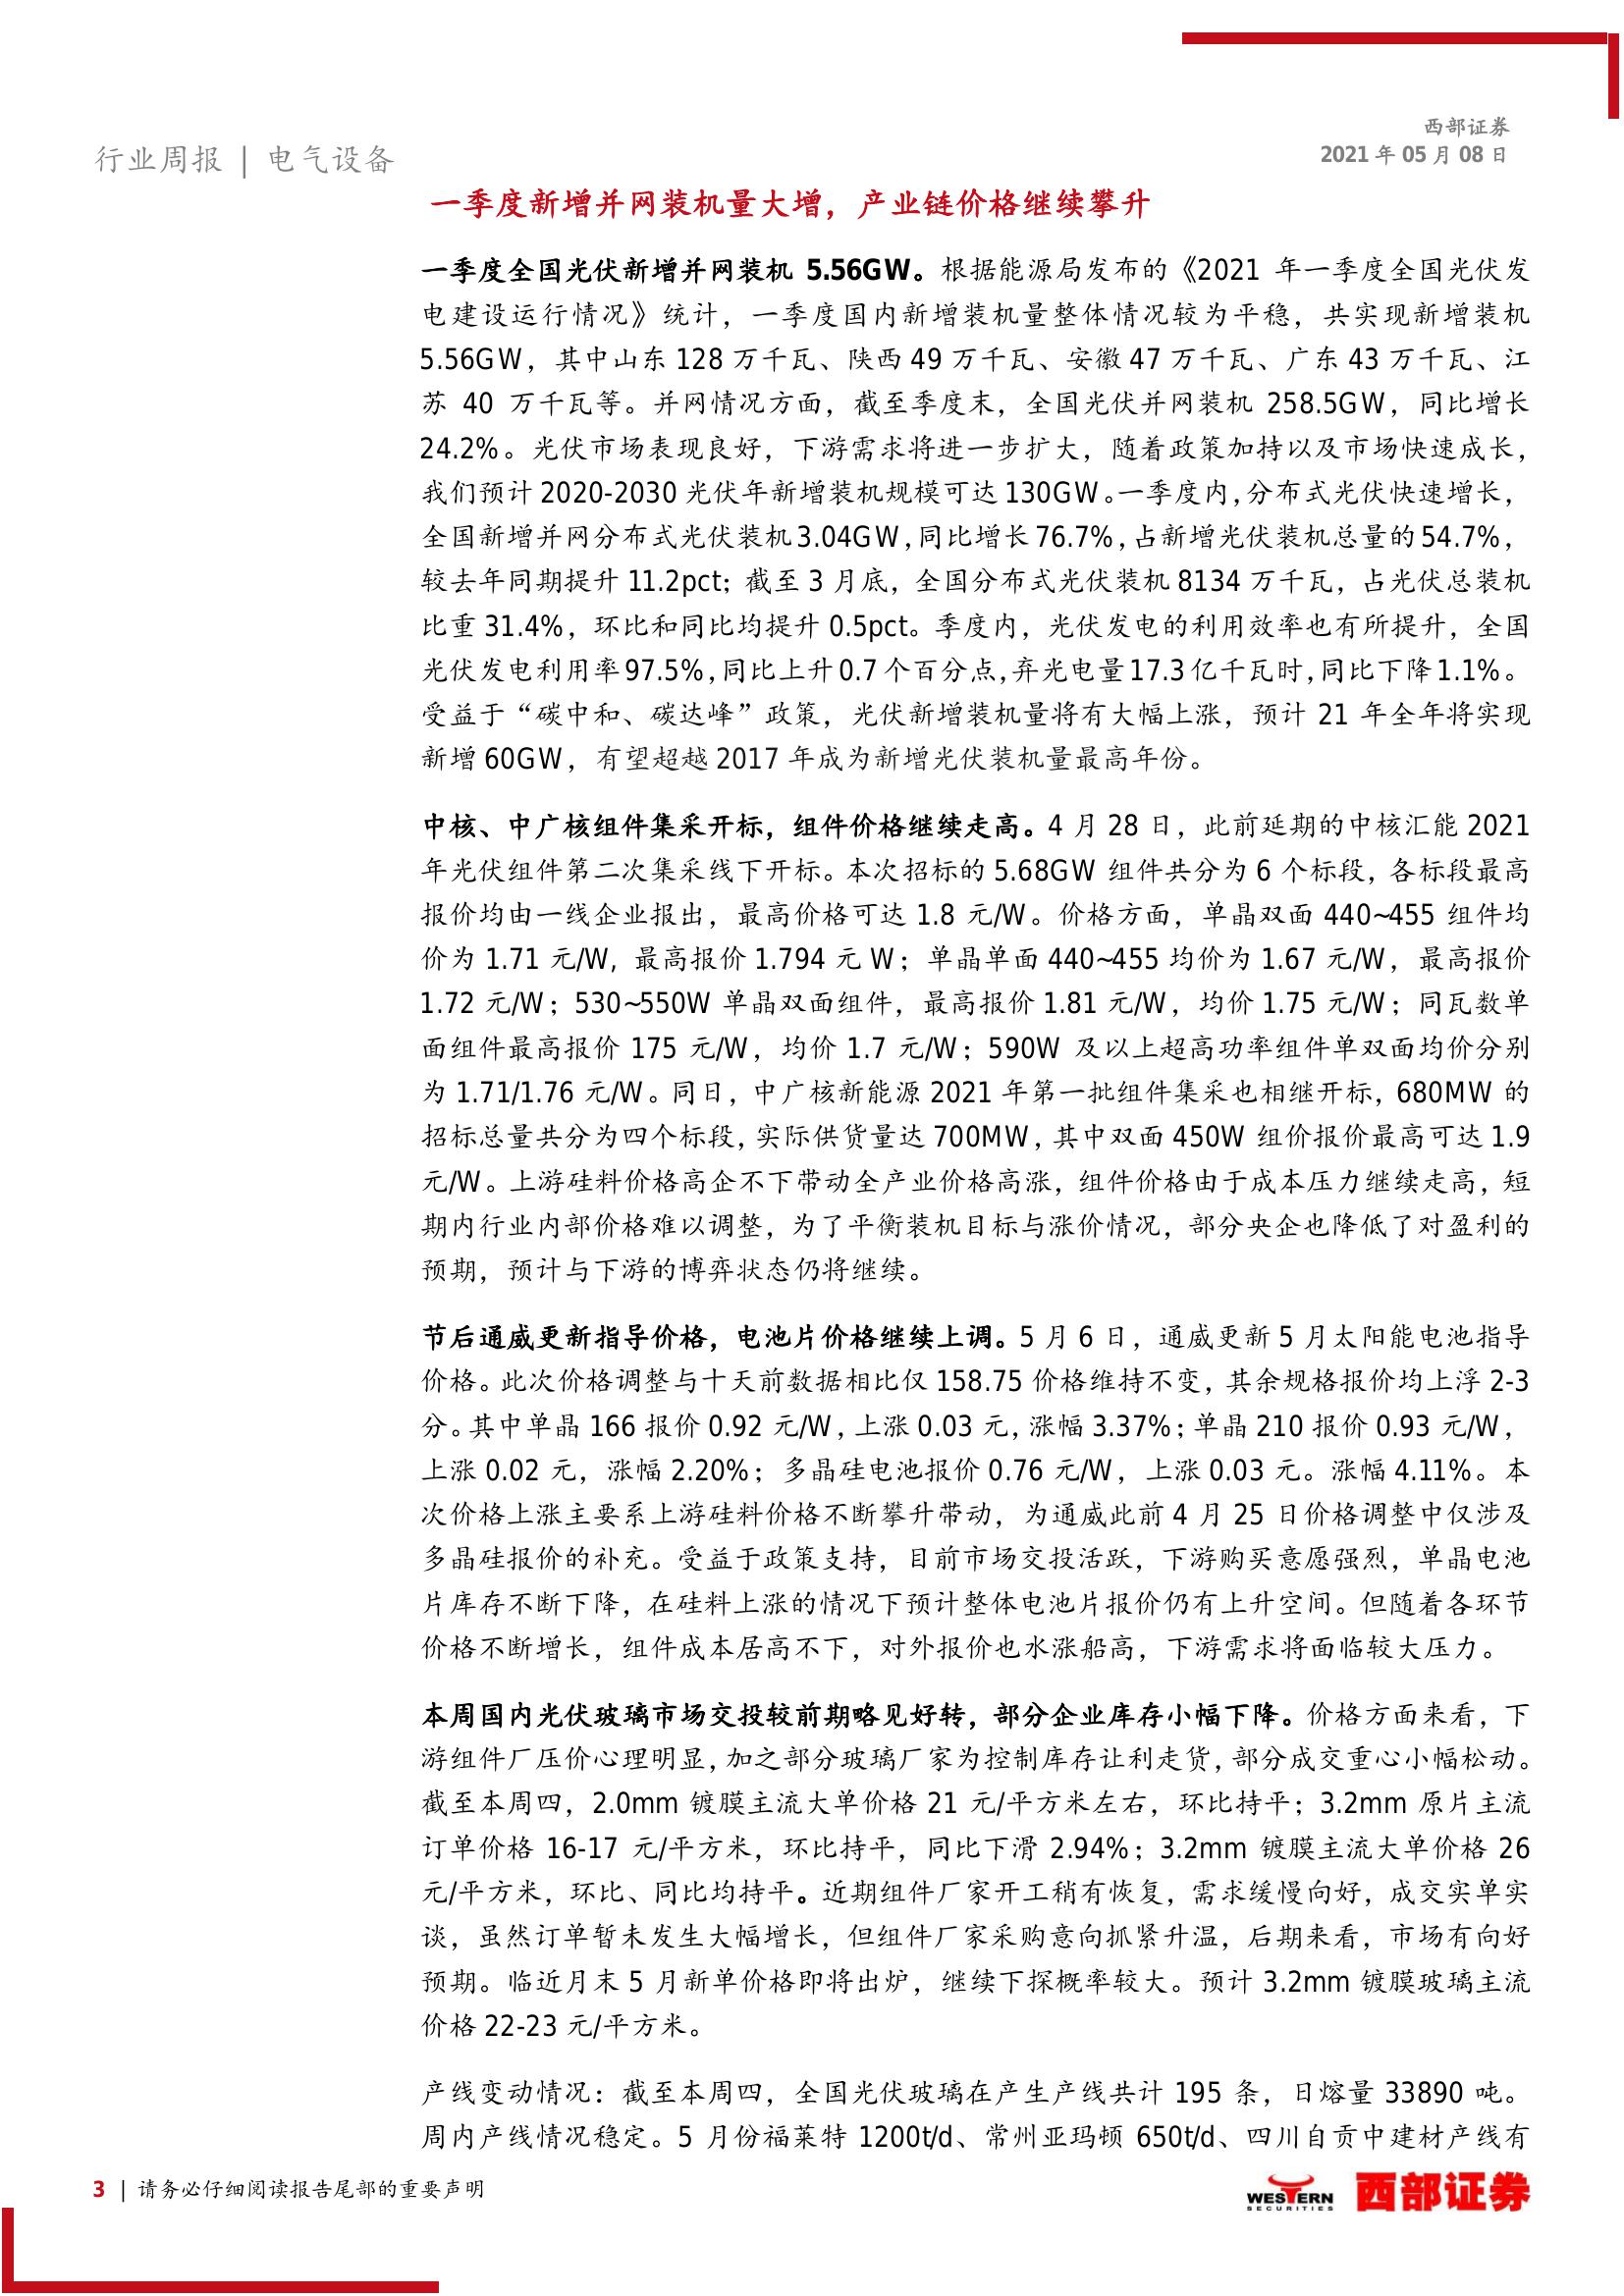 西部证券
2021 年 05 月 08 日
行业周报 | 电气设备
一季度新增并网装机量大增，产业链价格继续攀升
一季度全国光伏新增并网装机 5.56GW。根据能源局发布的《2021 年一季度全国光伏发
电建设运行情况》统计，一季度国内新增装机量整体情况较为平稳，共实现新增装机
5.56GW，其中山东 128 万千瓦、陕西 49 万千瓦、安徽 47 万千瓦、广东 43 万千瓦、江
苏 40 万千瓦等。并网情况方面，截至季度末，全国光伏并网装机 258.5GW，同比增长
24.2%。光伏市场表现良好，下游需求将进一步扩大，随着政策加持以及市场快速成长，
我们预计 2020-2030 光伏年新增装机规模可达 130GW。一季度内，分布式光伏快速增长，
全国新增并网分布式光伏装机 3.04GW，同比增长 76.7%，占新增光伏装机总量的 54.7%，
较去年同期提升 11.2pct；截至 3 月底，全国分布式光伏装机 8134 万千瓦，占光伏总装机
比重 31.4%，环比和同比均提升 0.5pct。季度内，光伏发电的利用效率也有所提升，全国
光伏发电利用率 97.5%，同比上升 0.7 个百分点，弃光电量 17.3 亿千瓦时，同比下降 1.1%。
受益于“碳中和、碳达峰”政策，光伏新增装机量将有大幅上涨，预计 21 年全年将实现
新增 60GW，有望超越 2017 年成为新增光伏装机量最高年份。
中核、中广核组件集采开标，组件价格继续走高。4 月 28 日，此前延期的中核汇能 2021
年光伏组件第二次集采线下开标。本次招标的 5.68GW 组件共分为 6 个标段，各标段最高
报价均由一线企业报出，最高价格可达 1.8 元/W。价格方面，单晶双面 440~455 组件均
价为 1.71 元/W，最高报价 1.794 元 W；单晶单面 440~455 均价为 1.67 元/W，最高报价
1.72 元/W；530~550W 单晶双面组件，最高报价 1.81 元/W，均价 1.75 元/W；同瓦数单
面组件最高报价 175 元/W，均价 1.7 元/W；590W 及以上超高功率组件单双面均价分别
为 1.71/1.76 元/W。同日，中广核新能源 2021 年第一批组件集采也相继开标，680MW 的
招标总量共分为四个标段，实际供货量达 700MW，其中双面 450W 组价报价最高可达 1.9
元/W。上游硅料价格高企不下带动全产业价格高涨，组件价格由于成本压力继续走高，短
期内行业内部价格难以调整，为了平衡装机目标与涨价情况，部分央企也降低了对盈利的
预期，预计与下游的博弈状态仍将继续。
节后通威更新指导价格，电池片价格继续上调。5 月 6 日，通威更新 5 月太阳能电池指导
价格。此次价格调整与十天前数据相比仅 158.75 价格维持不变，其余规格报价均上浮 2-3
分。其中单晶 166 报价 0.92 元/W，上涨 0.03 元，涨幅 3.37%；单晶 210 报价 0.93 元/W，
上涨 0.02 元，涨幅 2.20%；多晶硅电池报价 0.76 元/W，上涨 0.03 元。涨幅 4.11%。本
次价格上涨主要系上游硅料价格不断攀升带动，为通威此前 4 月 25 日价格调整中仅涉及
多晶硅报价的补充。受益于政策支持，目前市场交投活跃，下游购买意愿强烈，单晶电池
片库存不断下降，在硅料上涨的情况下预计整体电池片报价仍有上升空间。但随着各环节
价格不断增长，组件成本居高不下，对外报价也水涨船高，下游需求将面临较大压力。
本周国内光伏玻璃市场交投较前期略见好转，部分企业库存小幅下降。价格方面来看，下
游组件厂压价心理明显，加之部分玻璃厂家为控制库存让利走货，部分成交重心小幅松动。
截至本周四，2.0mm 镀膜主流大单价格 21 元/平方米左右，环比持平；3.2mm 原片主流
订单价格 16-17 元/平方米，环比持平，同比下滑 2.94%；3.2mm 镀膜主流大单价格 26
元/平方米，环比、同比均持平。近期组件厂家开工稍有恢复，需求缓慢向好，成交实单实
谈，虽然订单暂未发生大幅增长，但组件厂家采购意向抓紧升温，后期来看，市场有向好
预期。临近月末 5 月新单价格即将出炉，继续下探概率较大。预计 3.2mm 镀膜玻璃主流
价格 22-23 元/平方米。
产线变动情况：截至本周四，全国光伏玻璃在产生产线共计 195 条，日熔量 33890 吨。
周内产线情况稳定。5 月份福莱特 1200t/d、常州亚玛顿 650t/d、四川自贡中建材产线有
3 | 请务必仔细阅读报告尾部的重要声明
WESTERN
SECURITIES
西部证券